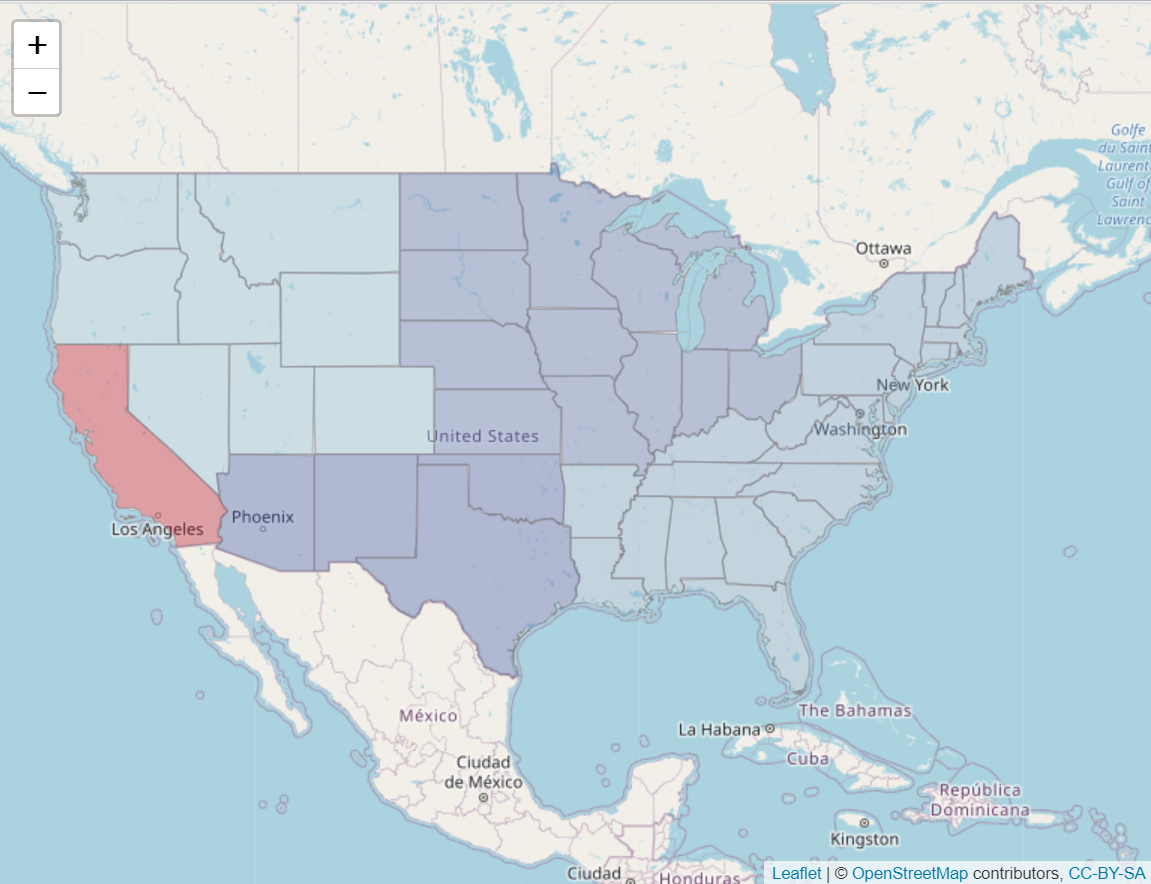 +
−
Golfe
du Saint
Laurent
Gulf of
Saint
Lawrence
Ottawa
New York
Washington
United States
Phoenix
Los Angeles
México
Ciudad
de México
La Habana
The Bahamas
Cuba
República
Dominicana
Kingston
Ciudad
Honduras
Leaflet | © OpenStreetMap contributors, CC-BY-SA